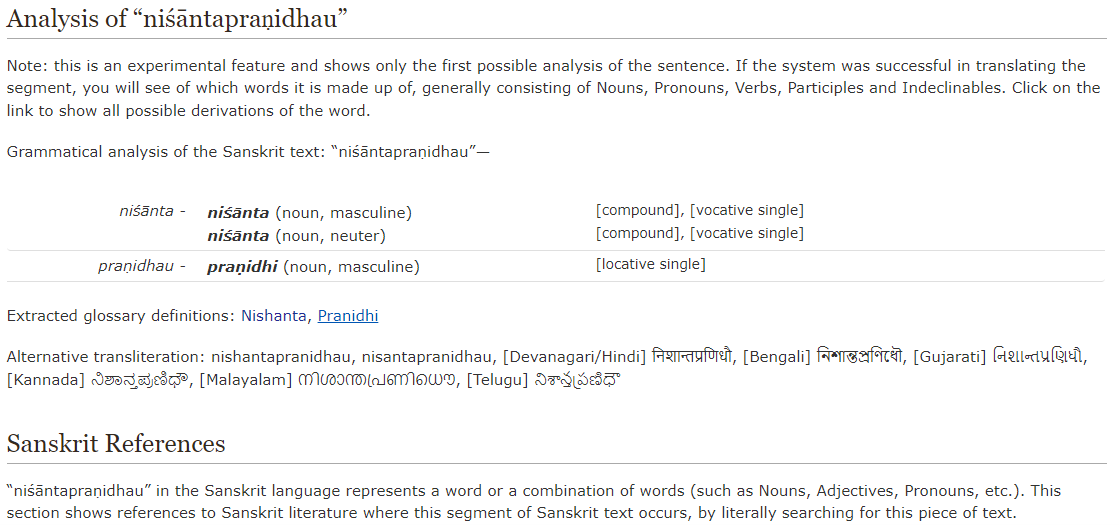 Analysis of “niśāntapraṇidhau”
Note: this is an experimental feature and shows only the first possible analysis of the sentence. If the system was successful in translating the
segment, you will see of which words it is made up of, generally consisting of Nouns, Pronouns, Verbs, Participles and Indeclinables. Click on the
link to show all possible derivations of the word.
Grammatical analysis of the Sanskrit text: “niśāntapraṇidhau”—
niśānta - niśānta (noun, masculine) [compound], [vocative single]
niśānta (noun, neuter) [compound], [vocative single]
praṇidhau - praṇidhi (noun, masculine) [locative single]
Extracted glossary definitions: Nishanta, Pranidhi
Alternative transliteration: nishantapranidhau, nisantapranidhau, [Devanagari/Hindi] निशान्तप्रणिधौ, [Bengali] নিশান্তপ্রণিধৌ, [Gujarati] નિશાન્તપ્રણિધૌ,
[Kannada] ನಿಶಾನ್ತಪ್ರಣಿಧೌ, [Malayalam] നിശാന്തപ്രണിധൌ, [Telugu] నిశాన్తప్రణిధౌ
Sanskrit References
“niśāntapraṇidhau” in the Sanskrit language represents a word or a combination of words (such as Nouns, Adjectives, Pronouns, etc.). This
section shows references to Sanskrit literature where this segment of Sanskrit text occurs, by literally searching for this piece of text.